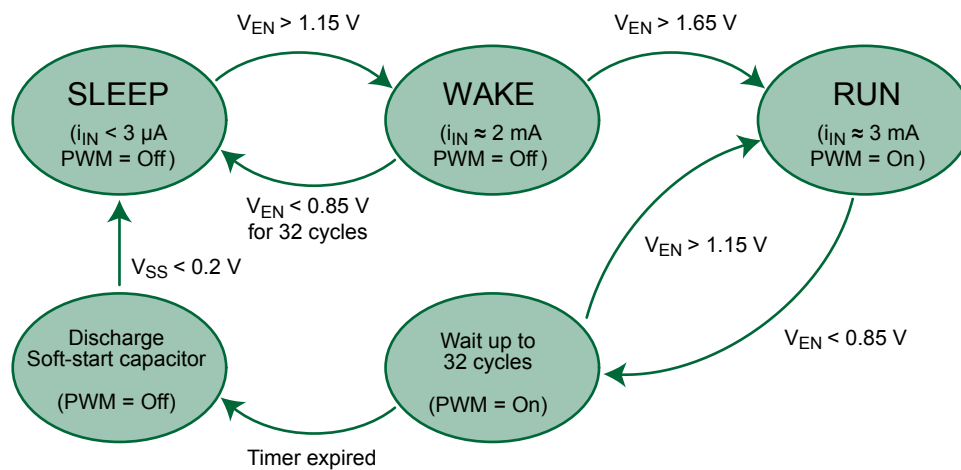 V_EN > 1.15 V
V_EN > 1.65 V
SLEEP
(i_IN < 3 µA
PWM = Off)
WAKE
(i_IN ≈ 2 mA
PWM = Off)
RUN
(i_IN ≈ 3 mA
PWM = On)
V_EN < 0.85 V
for 32 cycles
V_EN > 1.15 V
V_SS < 0.2 V
V_EN < 0.85 V
Discharge
Soft-start capacitor
(PWM = Off)
Wait up to
32 cycles
(PWM = On)
Timer expired